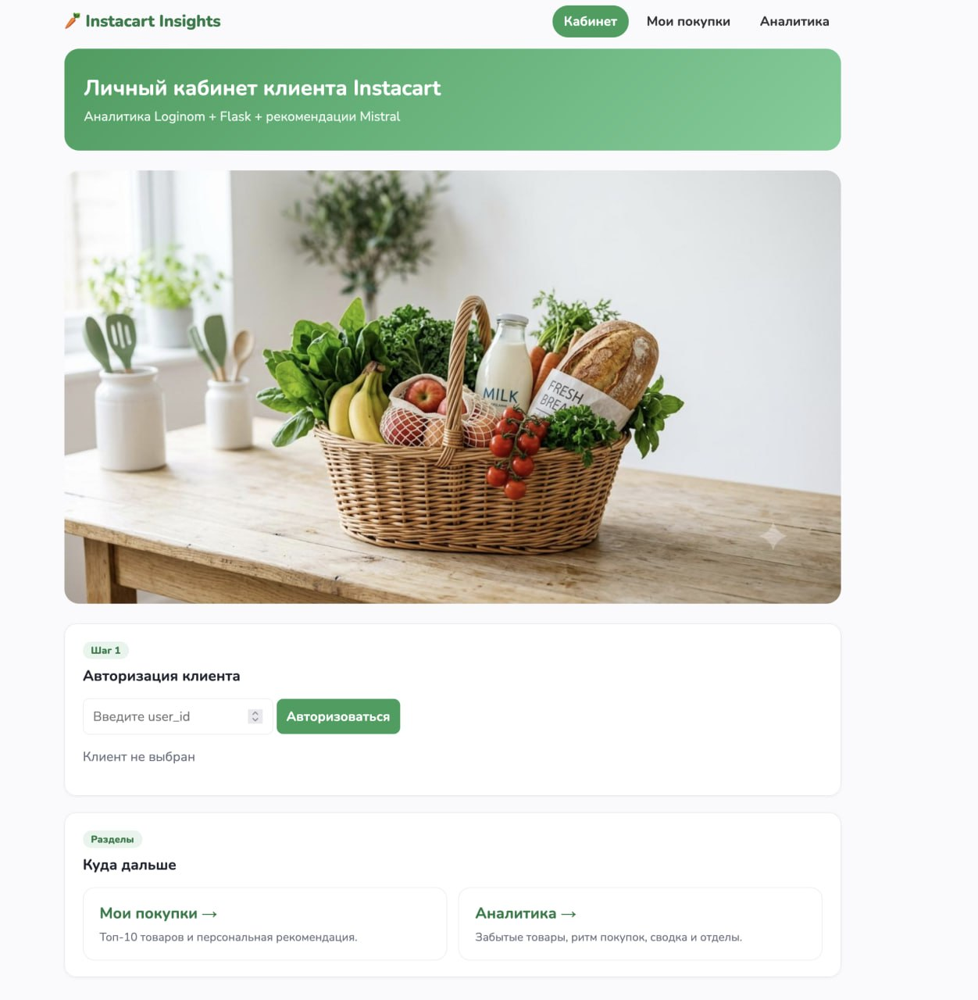 Instacart Insights
Кабинет
Мои покупки
Аналитика
Личный кабинет клиента Instacart
Аналитика Loginom + Flask + рекомендации Mistral
MILK
FRESH
Шаг 1
Авторизация клиента
Введите user_id
Авторизоваться
Клиент не выбран
Разделы
Куда дальше
Мои покупки →
Топ-10 товаров и персональная рекомендация.
Аналитика →
Забытые товары, ритм покупок, сводка и отделы.